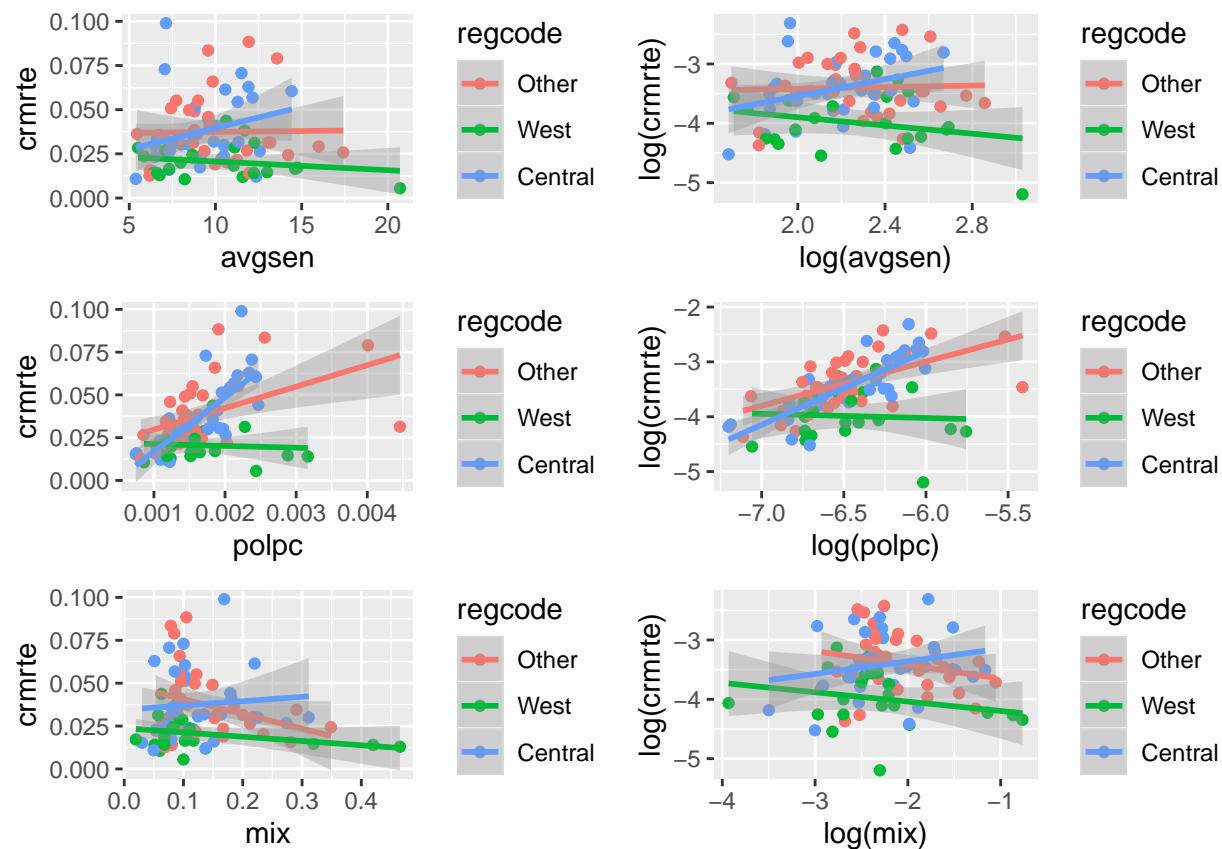 crmrte
0.100
0.075
0.050
0.025
0.000
5 10 15 20
avgsen
regcode
Other
West
Central
log(crmrte)
−3
−4
−5
2.0 2.4 2.8
log(avgsen)
regcode
Other
West
Central
crmrte
0.100
0.075
0.050
0.025
0.000
0.001 0.002 0.003 0.004
polpc
regcode
Other
West
Central
log(crmrte)
−2
−3
−4
−5
−7.0 −6.5 −6.0 −5.5
log(polpc)
regcode
Other
West
Central
crmrte
0.100
0.075
0.050
0.025
0.000
0.0 0.1 0.2 0.3 0.4
mix
regcode
Other
West
Central
log(crmrte)
−3
−4
−5
−4 −3 −2 −1
log(mix)
regcode
Other
West
Central